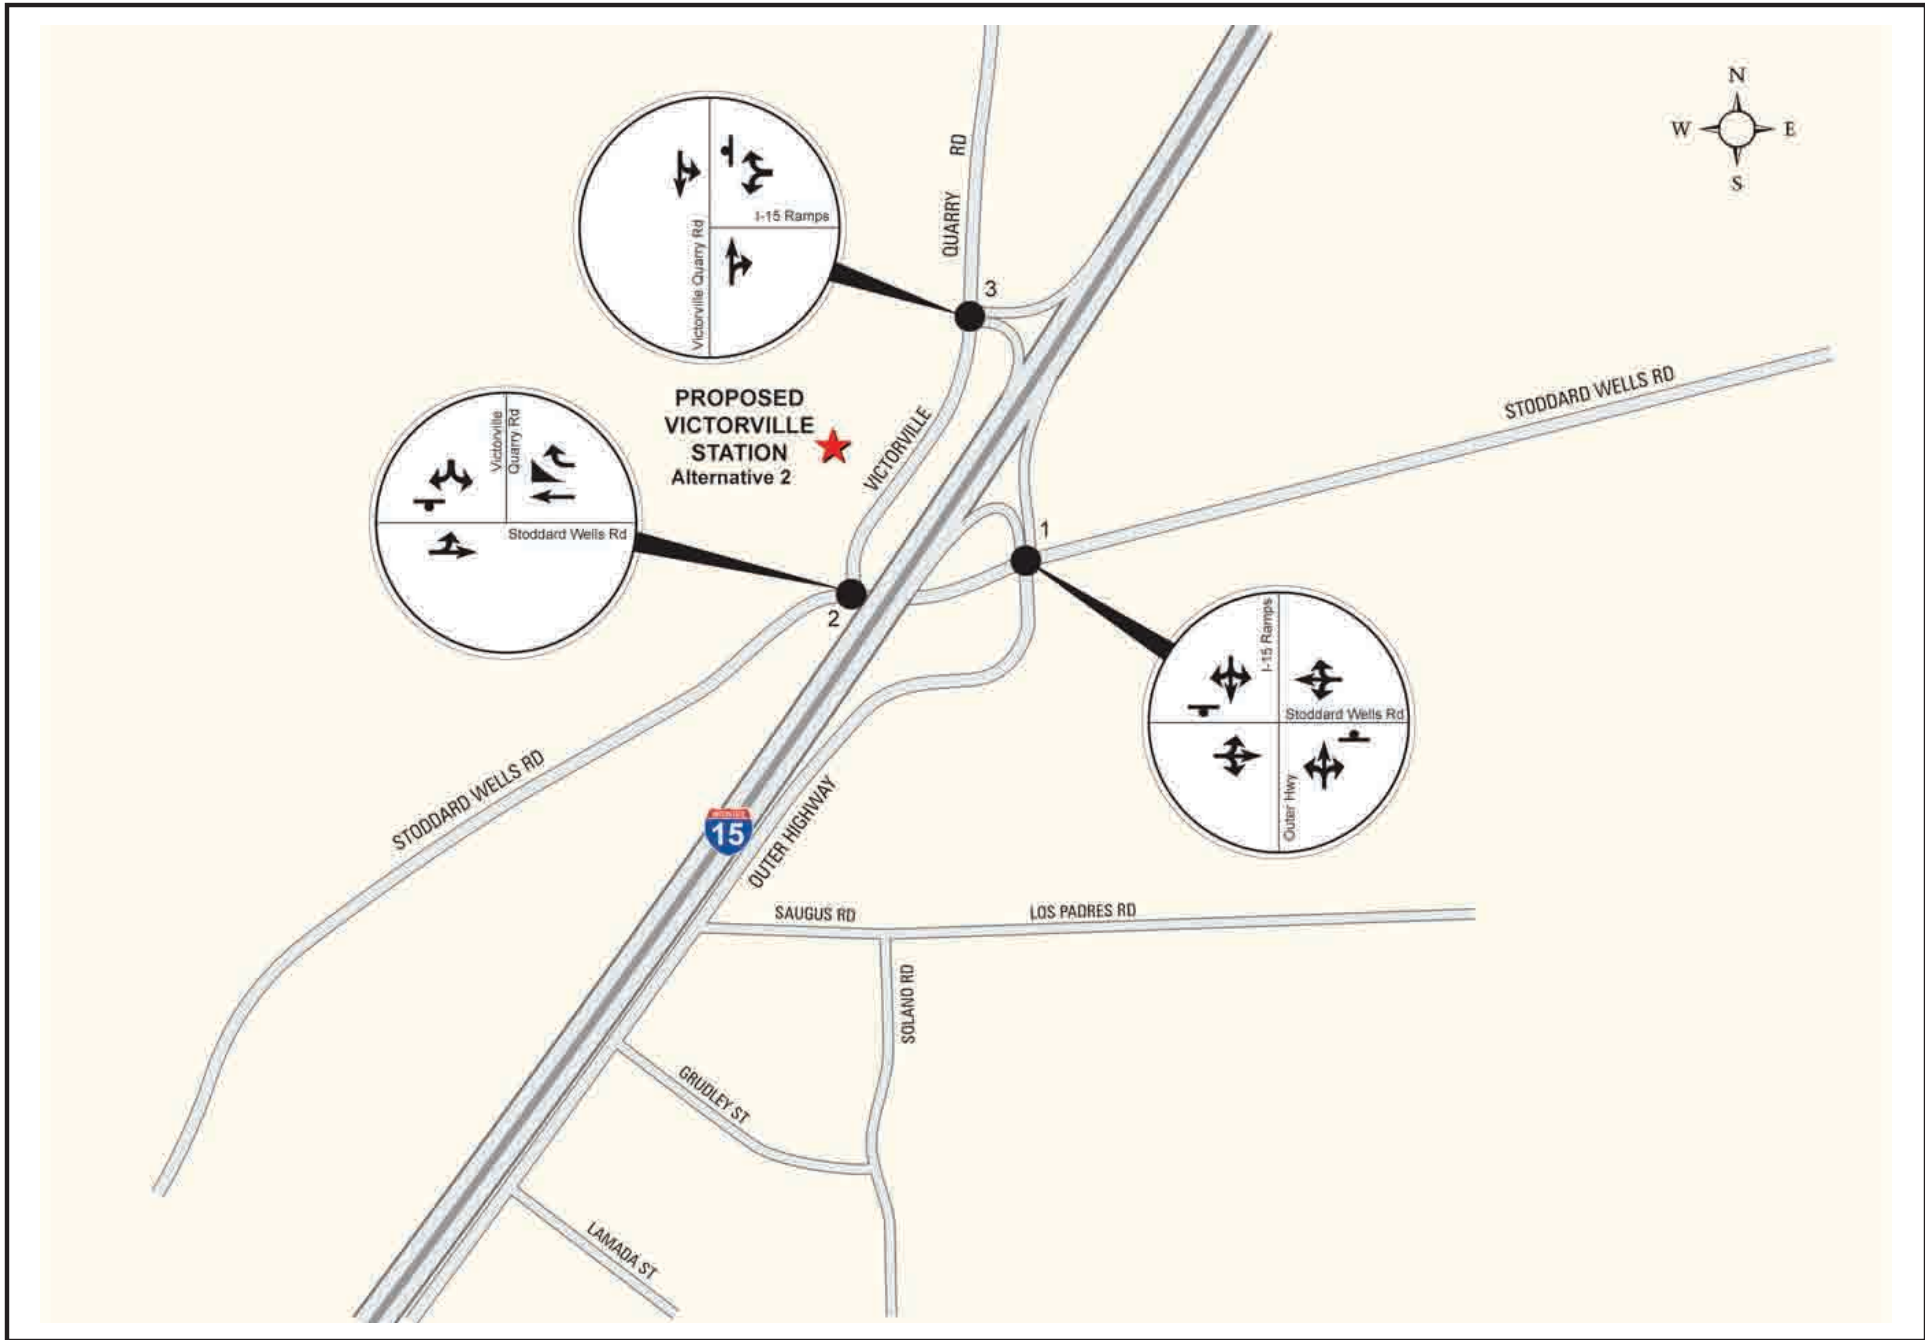 N
W
E
S
QUARRY RD
I-15 Ramps
Victorville Quarry Rd
3
STODDARD WELLS RD
PROPOSED
VICTORVILLE
STATION
Alternative 2
VICTORVILLE
Victorville
Quarry Rd
Stoddard Wells Rd
1
2
I-15 Ramps
Stoddard Wells Rd
Outer Hwy
STODDARD WELLS RD
INTERSTATE
15
OUTER HIGHWAY
SAUGUS RD
LOS PADRES RD
SOLANO RD
GRUDLEY ST
LAMADA ST